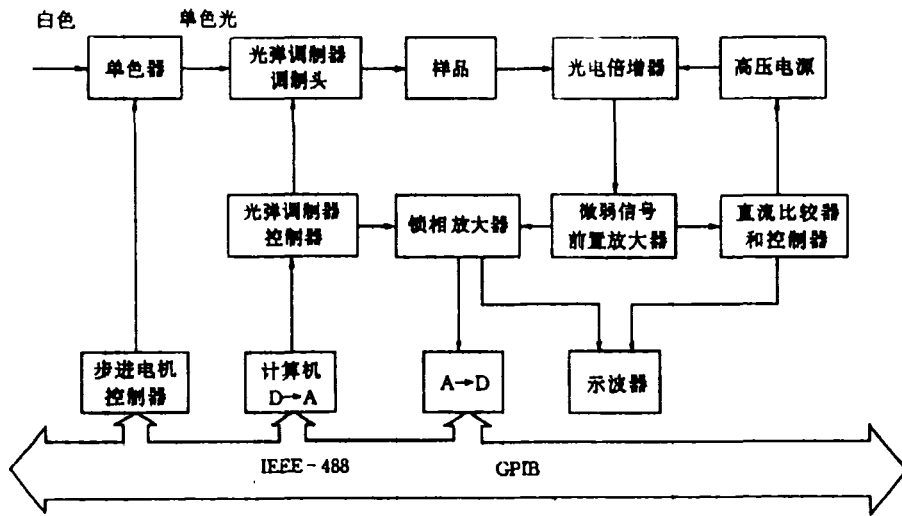 白色
单色光
单色器
光弹调制器
调制头
样品
光电倍增器
高压电源
光弹调制器
控制器
锁相放大器
微弱信号
前置放大器
直流比较器
和控制器
步进电机
控制器
计算机
D→A
A→D
示波器
IEEE-488
GPIB